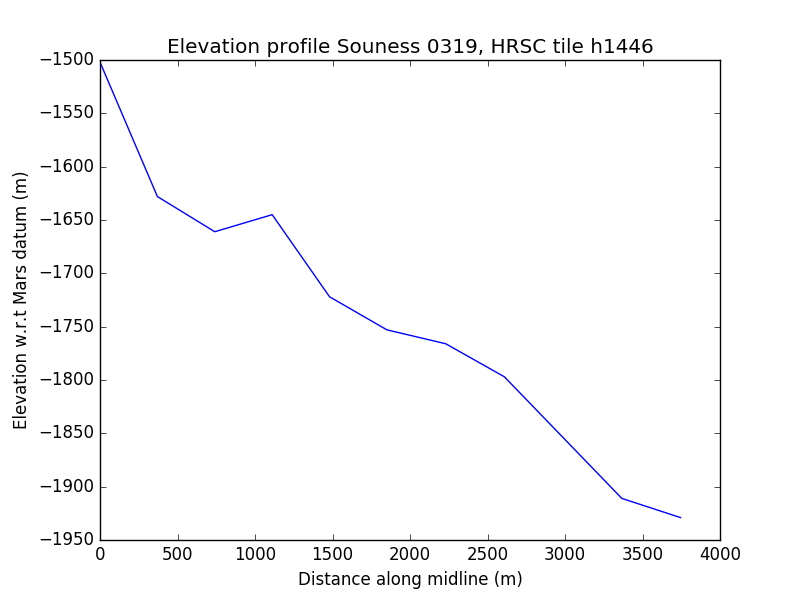 Elevation profile Souness 0319, HRSC tile h1446
−1500
−1550
−1600
−1650
−1700
−1750
−1800
−1850
−1900
−1950
Elevation w.r.t Mars datum (m)
0 500 1000 1500 2000 2500 3000 3500 4000
Distance along midline (m)